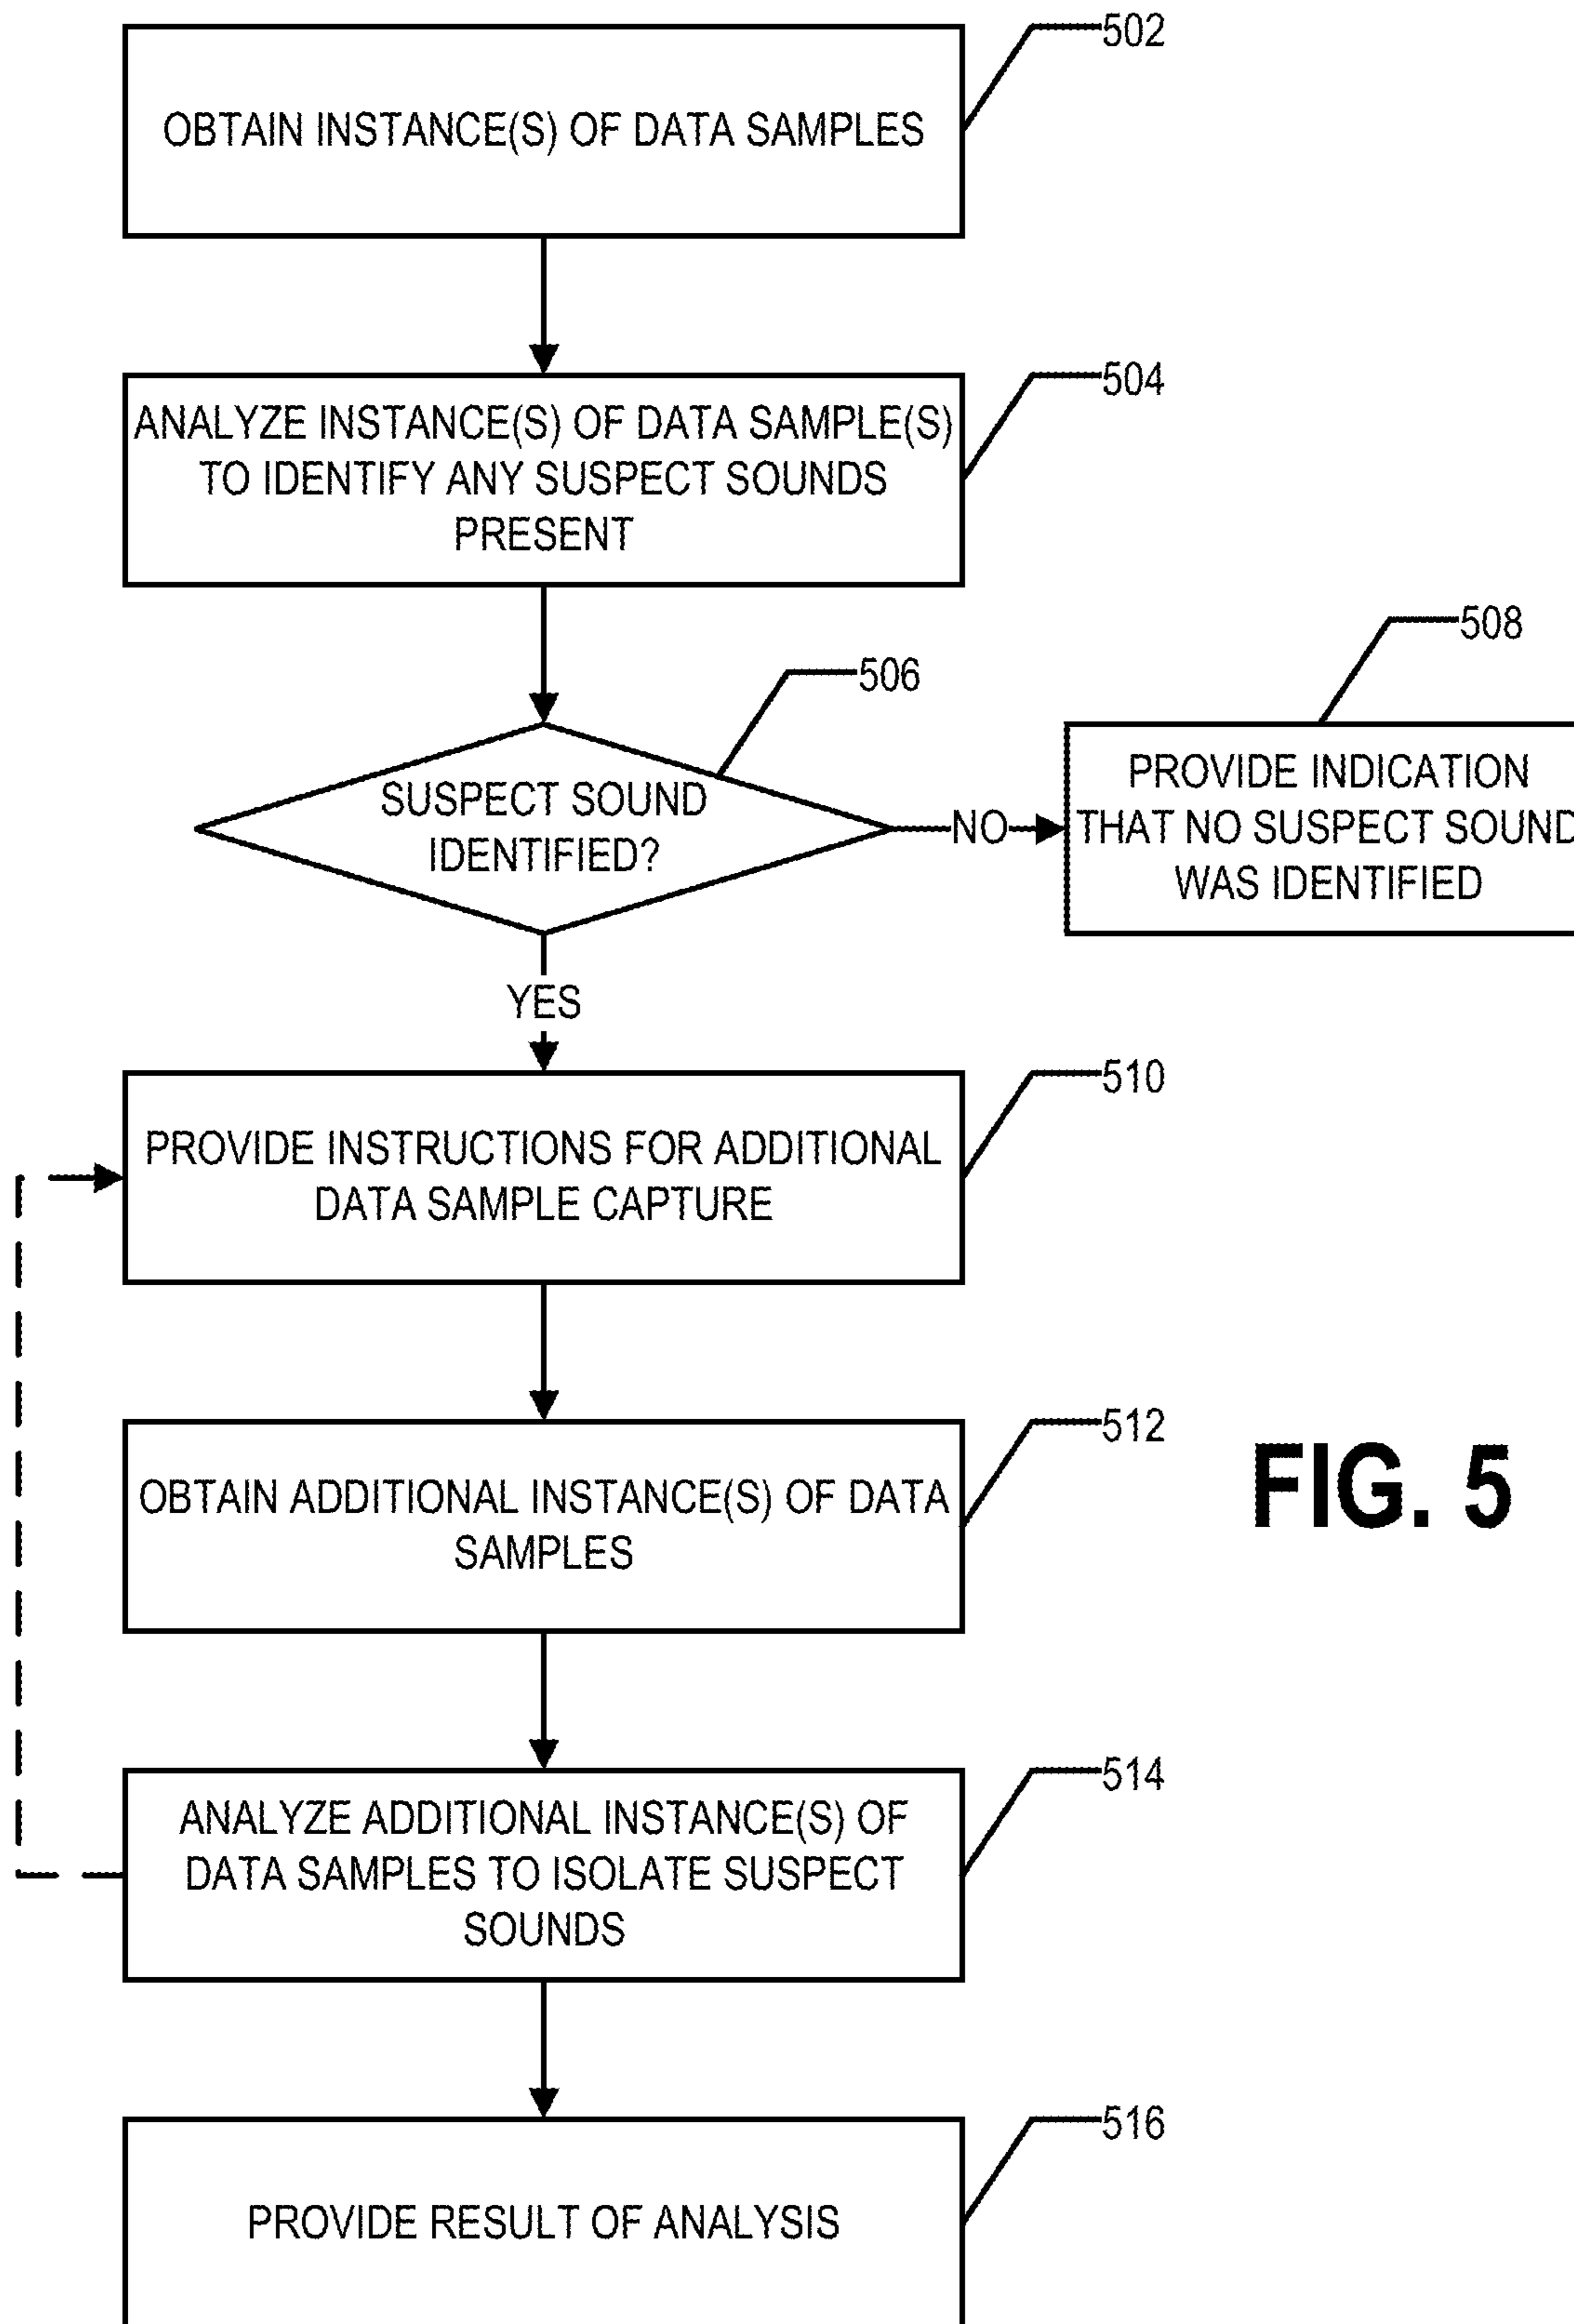 502
OBTAIN INSTANCE(S) OF DATA SAMPLES
504
ANALYZE INSTANCE(S) OF DATA SAMPLE(S)
TO IDENTIFY ANY SUSPECT SOUNDS
PRESENT
506
SUSPECT SOUND
IDENTIFIED?
NO
508
PROVIDE INDICATION
THAT NO SUSPECT SOUND
WAS IDENTIFIED
YES
510
PROVIDE INSTRUCTIONS FOR ADDITIONAL
DATA SAMPLE CAPTURE
512
OBTAIN ADDITIONAL INSTANCE(S) OF DATA
SAMPLES
FIG. 5
514
ANALYZE ADDITIONAL INSTANCE(S) OF
DATA SAMPLES TO ISOLATE SUSPECT
SOUNDS
516
PROVIDE RESULT OF ANALYSIS